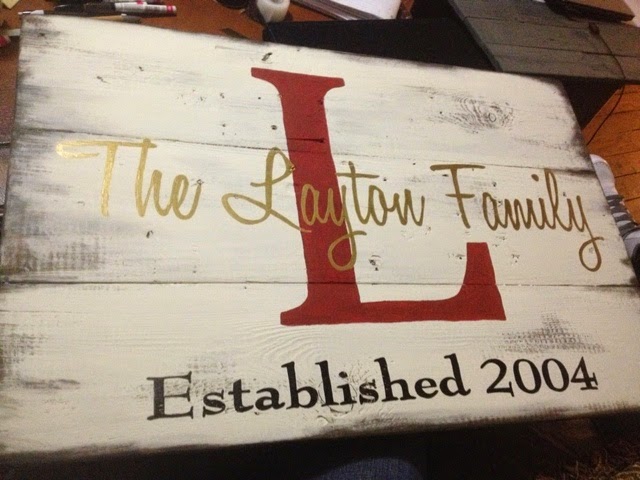 L
The Layton Family
Established 2004